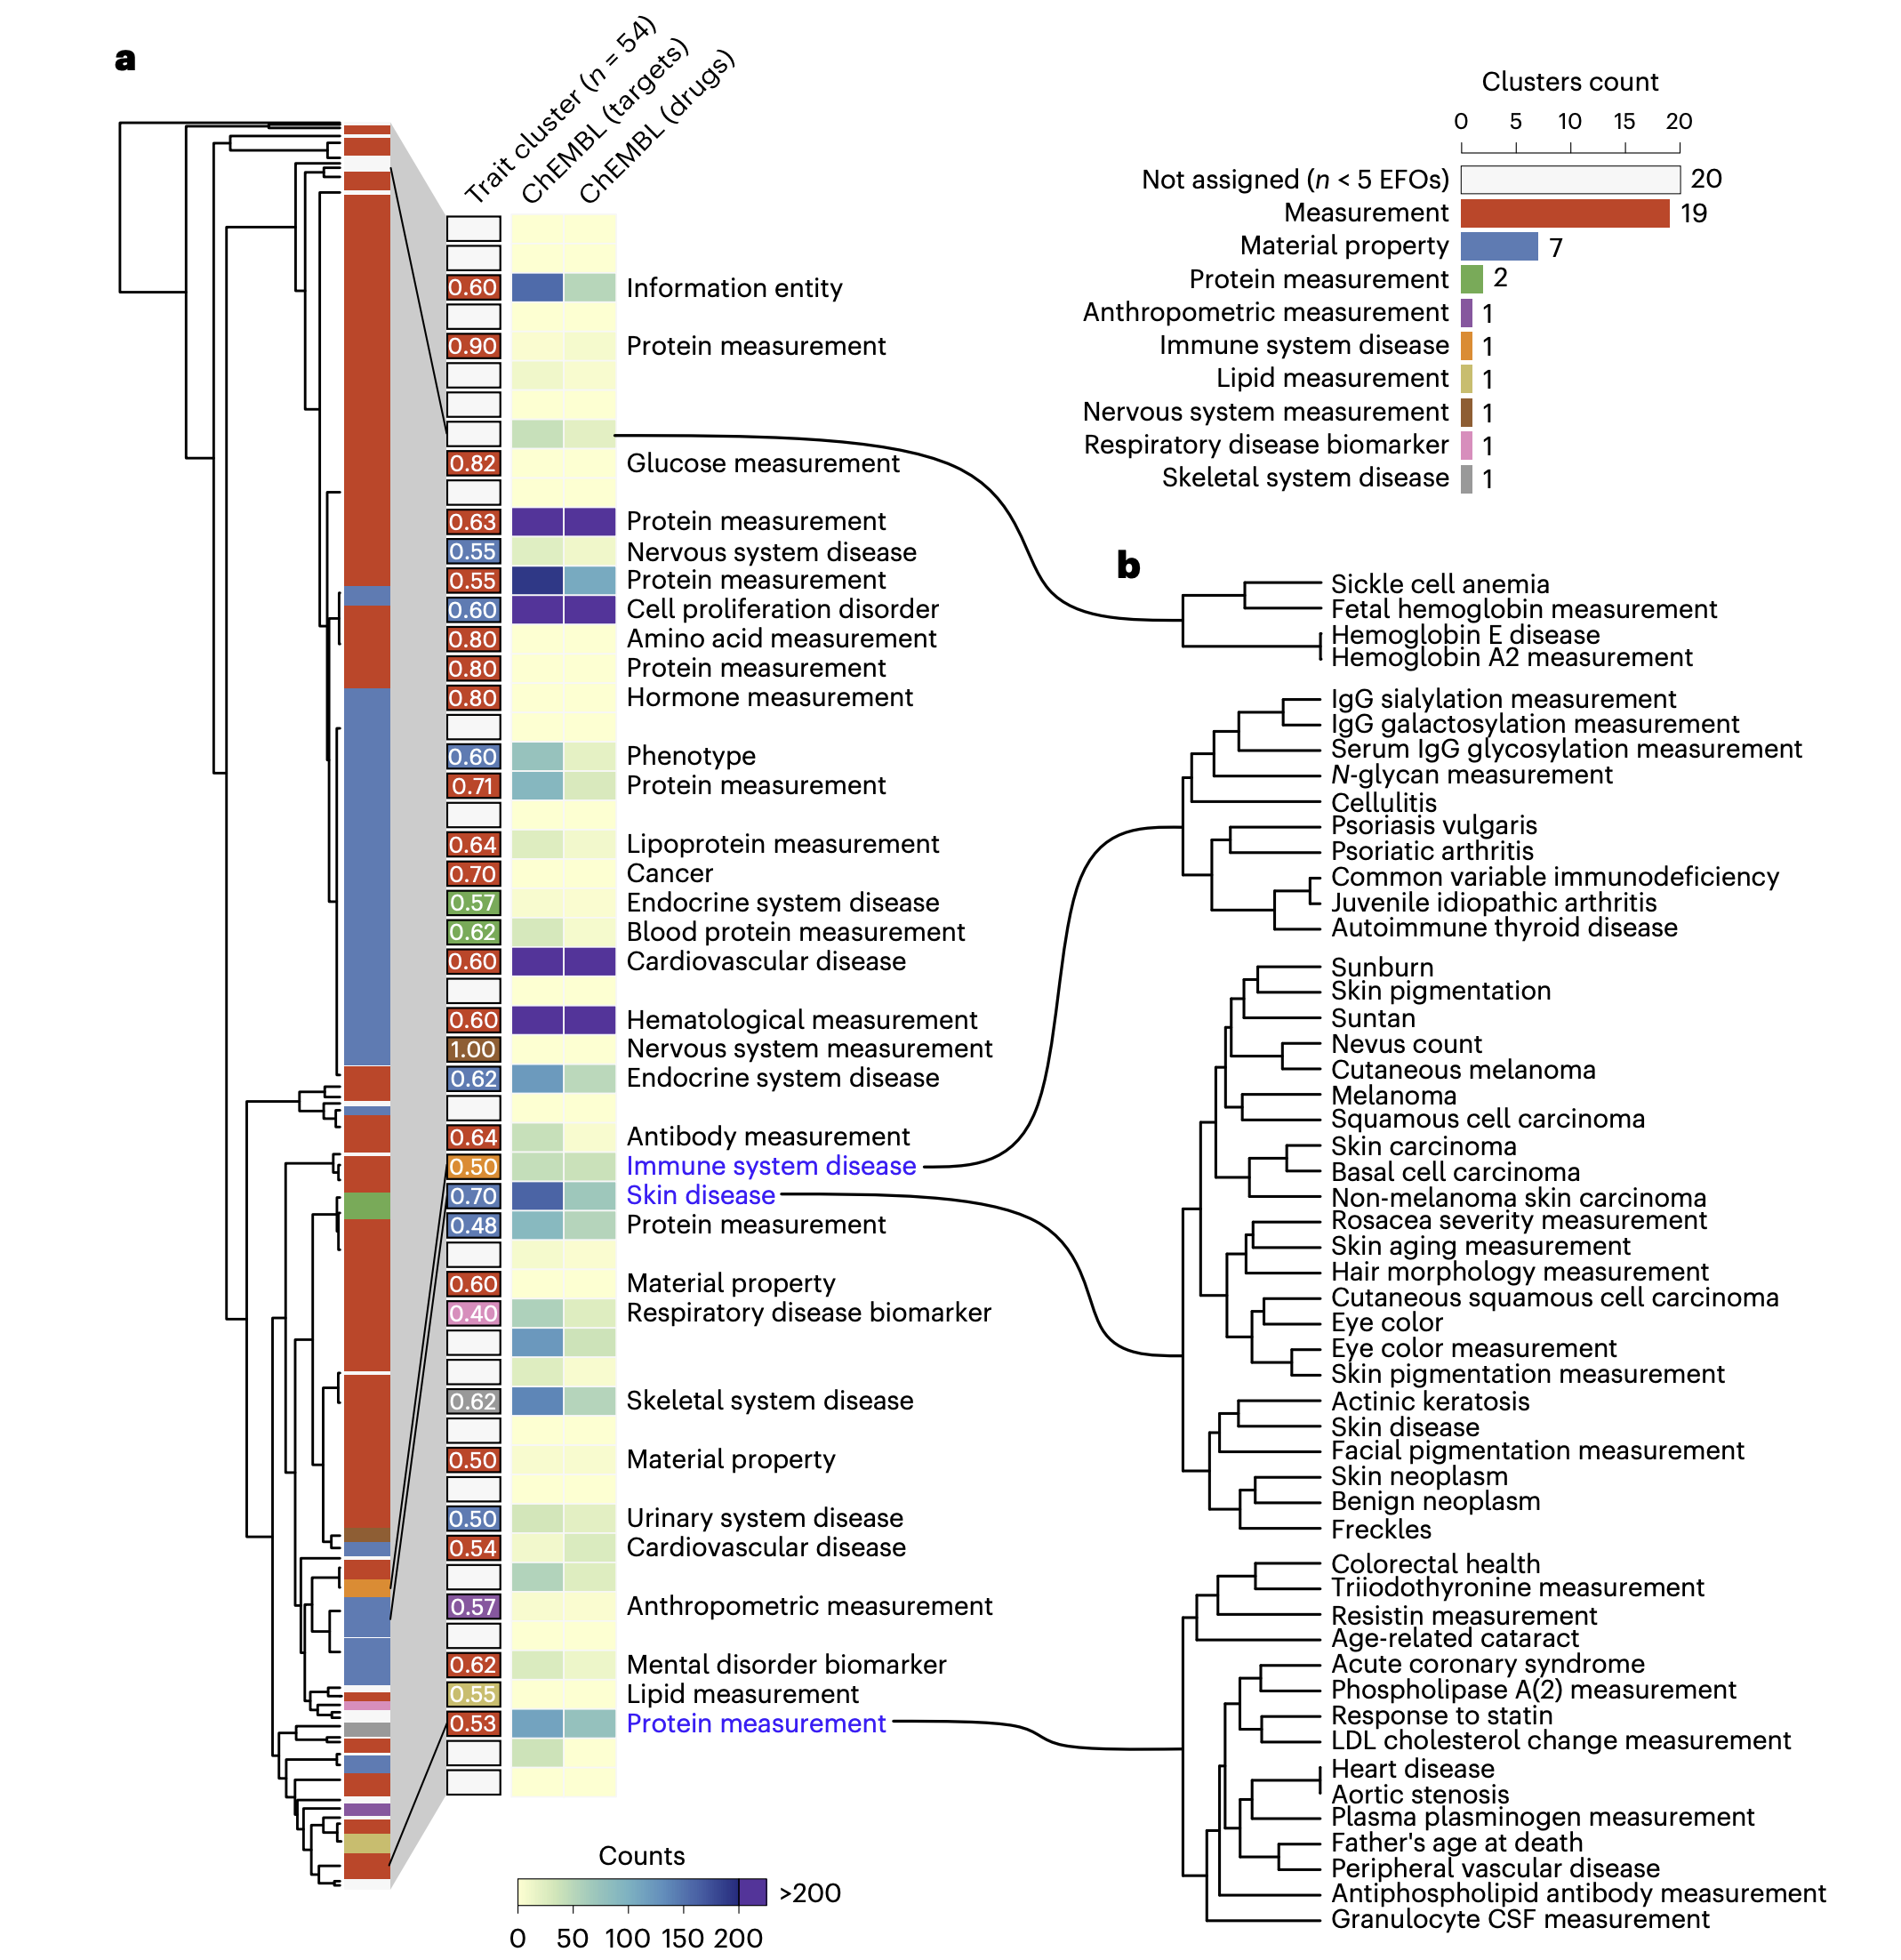 a
Trait cluster (n = 54)
ChEMBL (targets)
ChEMBL (drugs)
0.60 Information entity
0.90 Protein measurement
0.82 Glucose measurement
0.63 Protein measurement
0.55 Nervous system disease
0.55 Protein measurement
0.60 Cell proliferation disorder
0.80 Amino acid measurement
0.80 Protein measurement
0.80 Hormone measurement
0.60 Phenotype
0.71 Protein measurement
0.64 Lipoprotein measurement
0.70 Cancer
0.57 Endocrine system disease
0.62 Blood protein measurement
0.60 Cardiovascular disease
0.60 Hematological measurement
1.00 Nervous system measurement
0.62 Endocrine system disease
0.64 Antibody measurement
0.50 Immune system disease
0.70 Skin disease
0.48 Protein measurement
0.60 Material property
0.40 Respiratory disease biomarker
0.62 Skeletal system disease
0.50 Material property
0.50 Urinary system disease
0.54 Cardiovascular disease
0.57 Anthropometric measurement
0.62 Mental disorder biomarker
0.55 Lipid measurement
0.53 Protein measurement
Counts
>200
0 50 100 150 200
Clusters count
0 5 10 15 20
Not assigned (n < 5 EFOs) 20
Measurement 19
Material property 7
Protein measurement 2
Anthropometric measurement 1
Immune system disease 1
Lipid measurement 1
Nervous system measurement 1
Respiratory disease biomarker 1
Skeletal system disease 1
b
Sickle cell anemia
Fetal hemoglobin measurement
Hemoglobin E disease
Hemoglobin A2 measurement
IgG sialylation measurement
IgG galactosylation measurement
Serum IgG glycosylation measurement
N-glycan measurement
Cellulitis
Psoriasis vulgaris
Psoriatic arthritis
Common variable immunodeficiency
Juvenile idiopathic arthritis
Autoimmune thyroid disease
Sunburn
Skin pigmentation
Suntan
Nevus count
Cutaneous melanoma
Melanoma
Squamous cell carcinoma
Skin carcinoma
Basal cell carcinoma
Non-melanoma skin carcinoma
Rosacea severity measurement
Skin aging measurement
Hair morphology measurement
Cutaneous squamous cell carcinoma
Eye color
Eye color measurement
Skin pigmentation measurement
Actinic keratosis
Skin disease
Facial pigmentation measurement
Skin neoplasm
Benign neoplasm
Freckles
Colorectal health
Triiodothyronine measurement
Resistin measurement
Age-related cataract
Acute coronary syndrome
Phospholipase A(2) measurement
Response to statin
LDL cholesterol change measurement
Heart disease
Aortic stenosis
Plasma plasminogen measurement
Father's age at death
Peripheral vascular disease
Antiphospholipid antibody measurement
Granulocyte CSF measurement